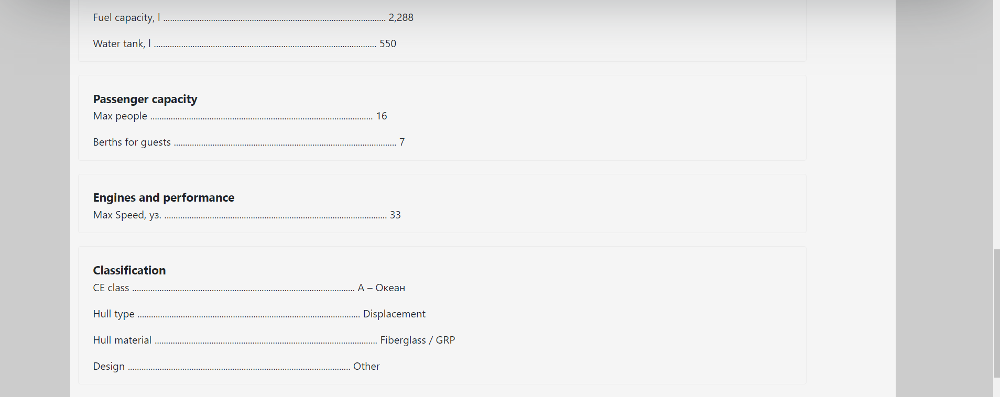 Fuel capacity, l ................................................................................................... 2,288
Water tank, l ................................................................................................... 550
Passenger capacity
Max people ................................................................................................... 16
Berths for guests ................................................................................................... 7
Engines and performance
Max Speed, уз. ................................................................................................... 33
Classification
CE class ................................................................................................... A – Океан
Hull type ................................................................................................... Displacement
Hull material ................................................................................................... Fiberglass / GRP
Design ................................................................................................... Other